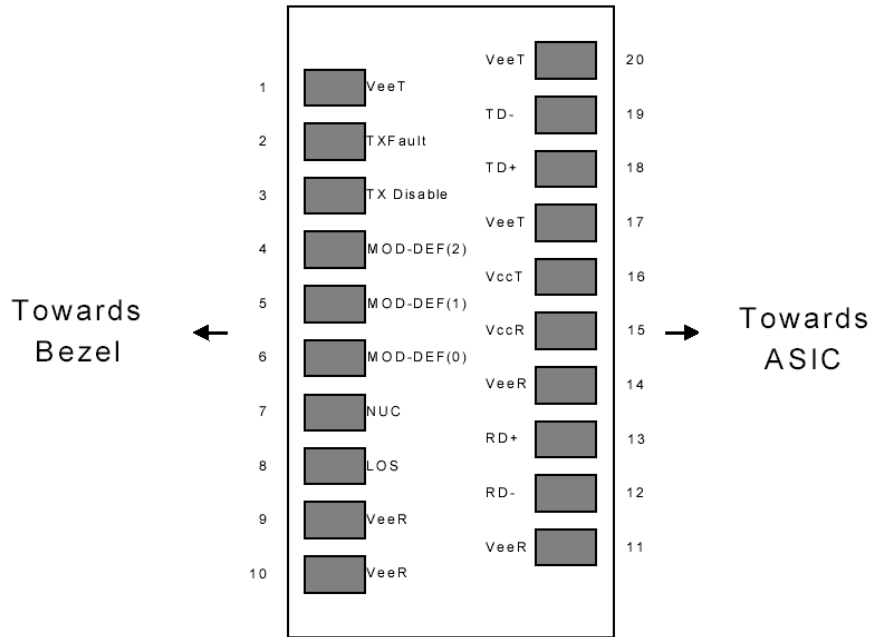 VeeT 20
1 VeeT
TD- 19
2 TXFault
TD+ 18
3 TX Disable
VeeT 17
4 MOD-DEF(2)
VccT 16
5 MOD-DEF(1)
VccR 15
Towards
Bezel
Towards
ASIC
6 MOD-DEF(0)
VeeR 14
7 NUC
RD+ 13
8 LOS
RD- 12
9 VeeR
VeeR 11
10 VeeR